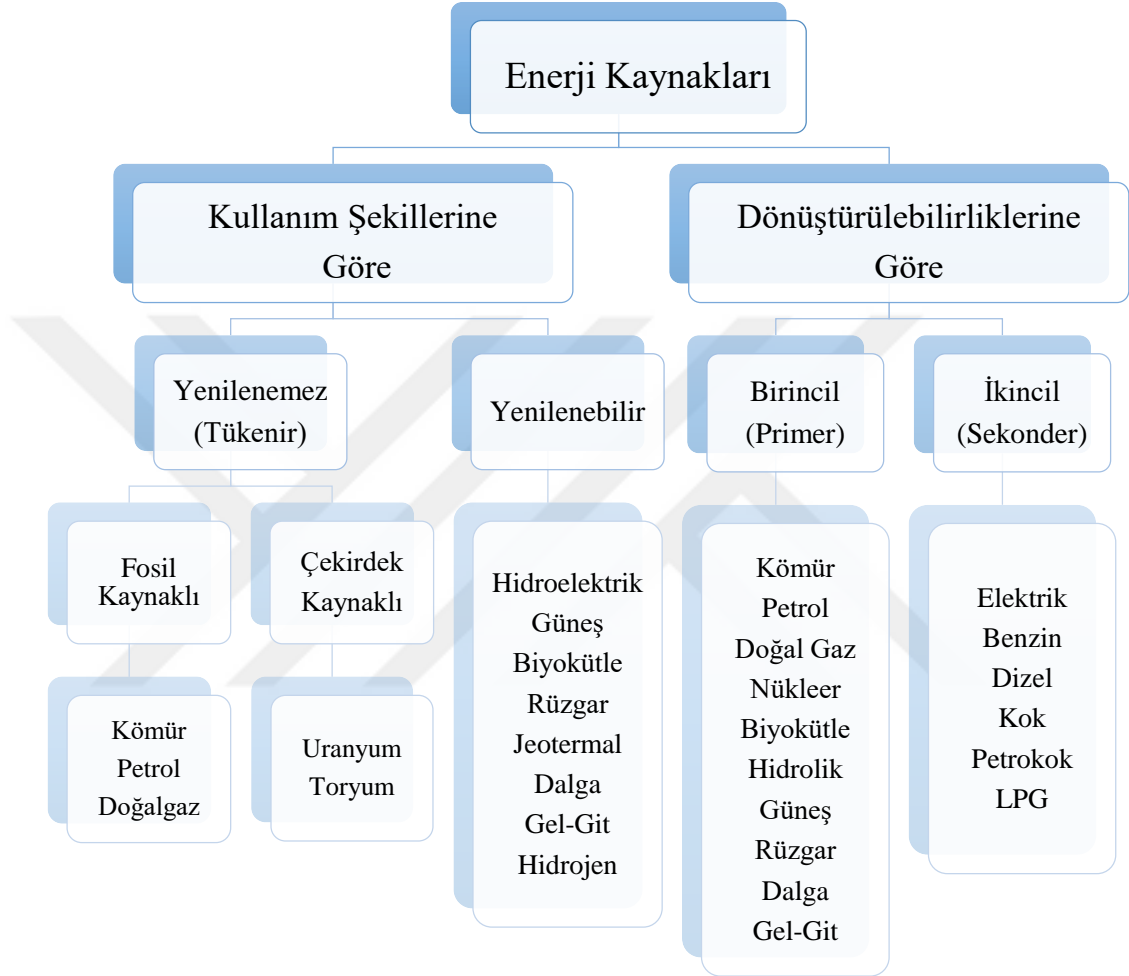 Enerji Kaynakları
Kullanım Şekillerine
Göre
Dönüştürülebilirliklerine
Göre
Yenilenemez
(Tükenir)
Yenilenebilir
Birincil
(Primer)
İkincil
(Sekonder)
Fosil
Kaynaklı
Çekirdek
Kaynaklı
Kömür
Petrol
Doğalgaz
Uranyum
Toryum
Hidroelektrik
Güneş
Biyokütle
Rüzgar
Jeotermal
Dalga
Gel-Git
Hidrojen
Kömür
Petrol
Doğal Gaz
Nükleer
Biyokütle
Hidrolik
Güneş
Rüzgar
Dalga
Gel-Git
Elektrik
Benzin
Dizel
Kok
Petrokok
LPG